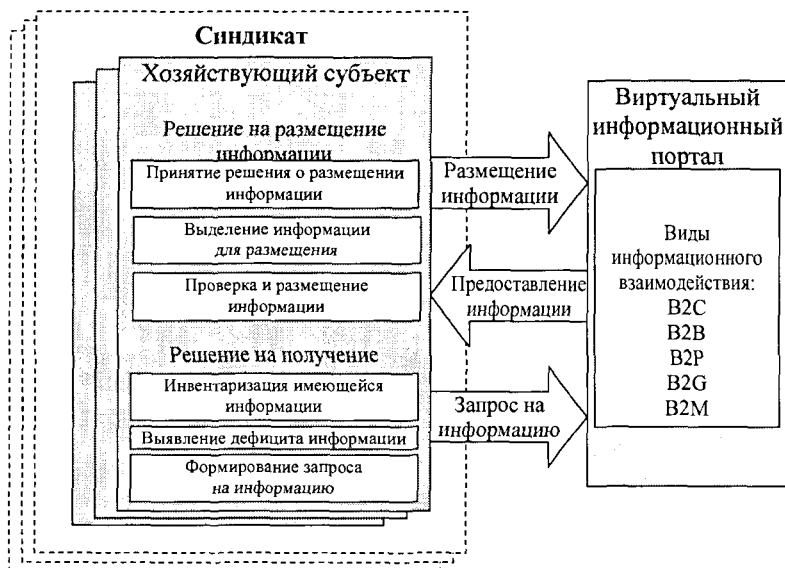 Синдикат
Хозяйствующий субъект
Решение на размещение
информации
Принятие решения о размещении
информации
Выделение информации
для размещения
Проверка и размещение
информации
Решение на получение
Инвентаризация имеющейся
информации
Выявление дефицита информации
Формирование запроса
на информацию
Размещение
информации
Предоставление
информации
Запрос на
информацию
Виртуальный
информационный
портал
Виды
информационного
взаимодействия:
B2C
B2B
B2P
B2G
B2M